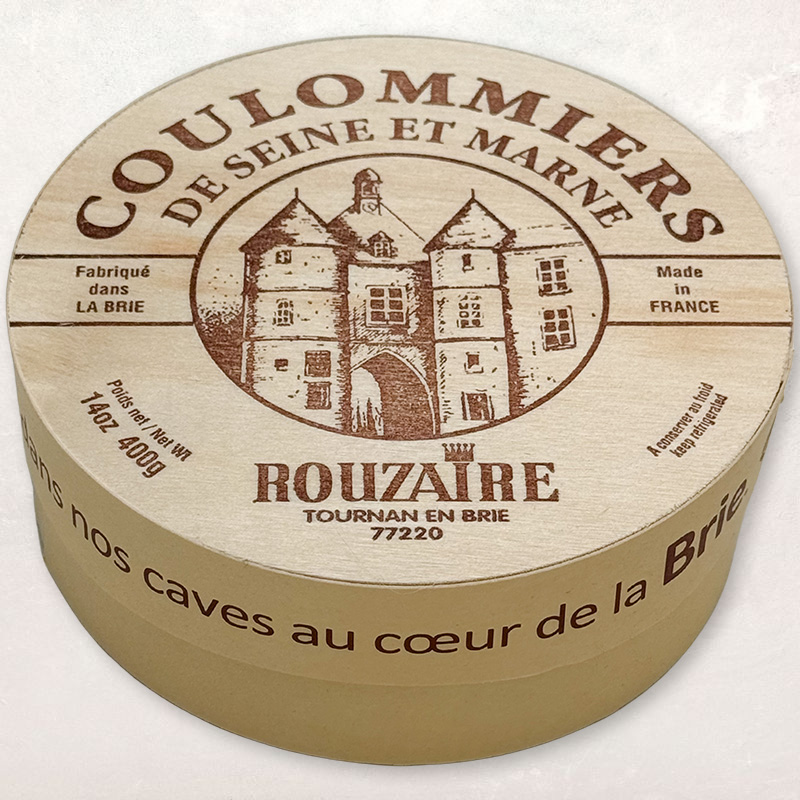 COULOMMIERS
DE SEINE ET MARNE
Fabriqué
dans
LA BRIE
Made
in
FRANCE
Poids net / Net Wt
14oz 400g
A conserver au froid
keep refrigerated
ROUZAIRE
TOURNAN EN BRIE
77220
dans nos caves au cœur de la Brie.